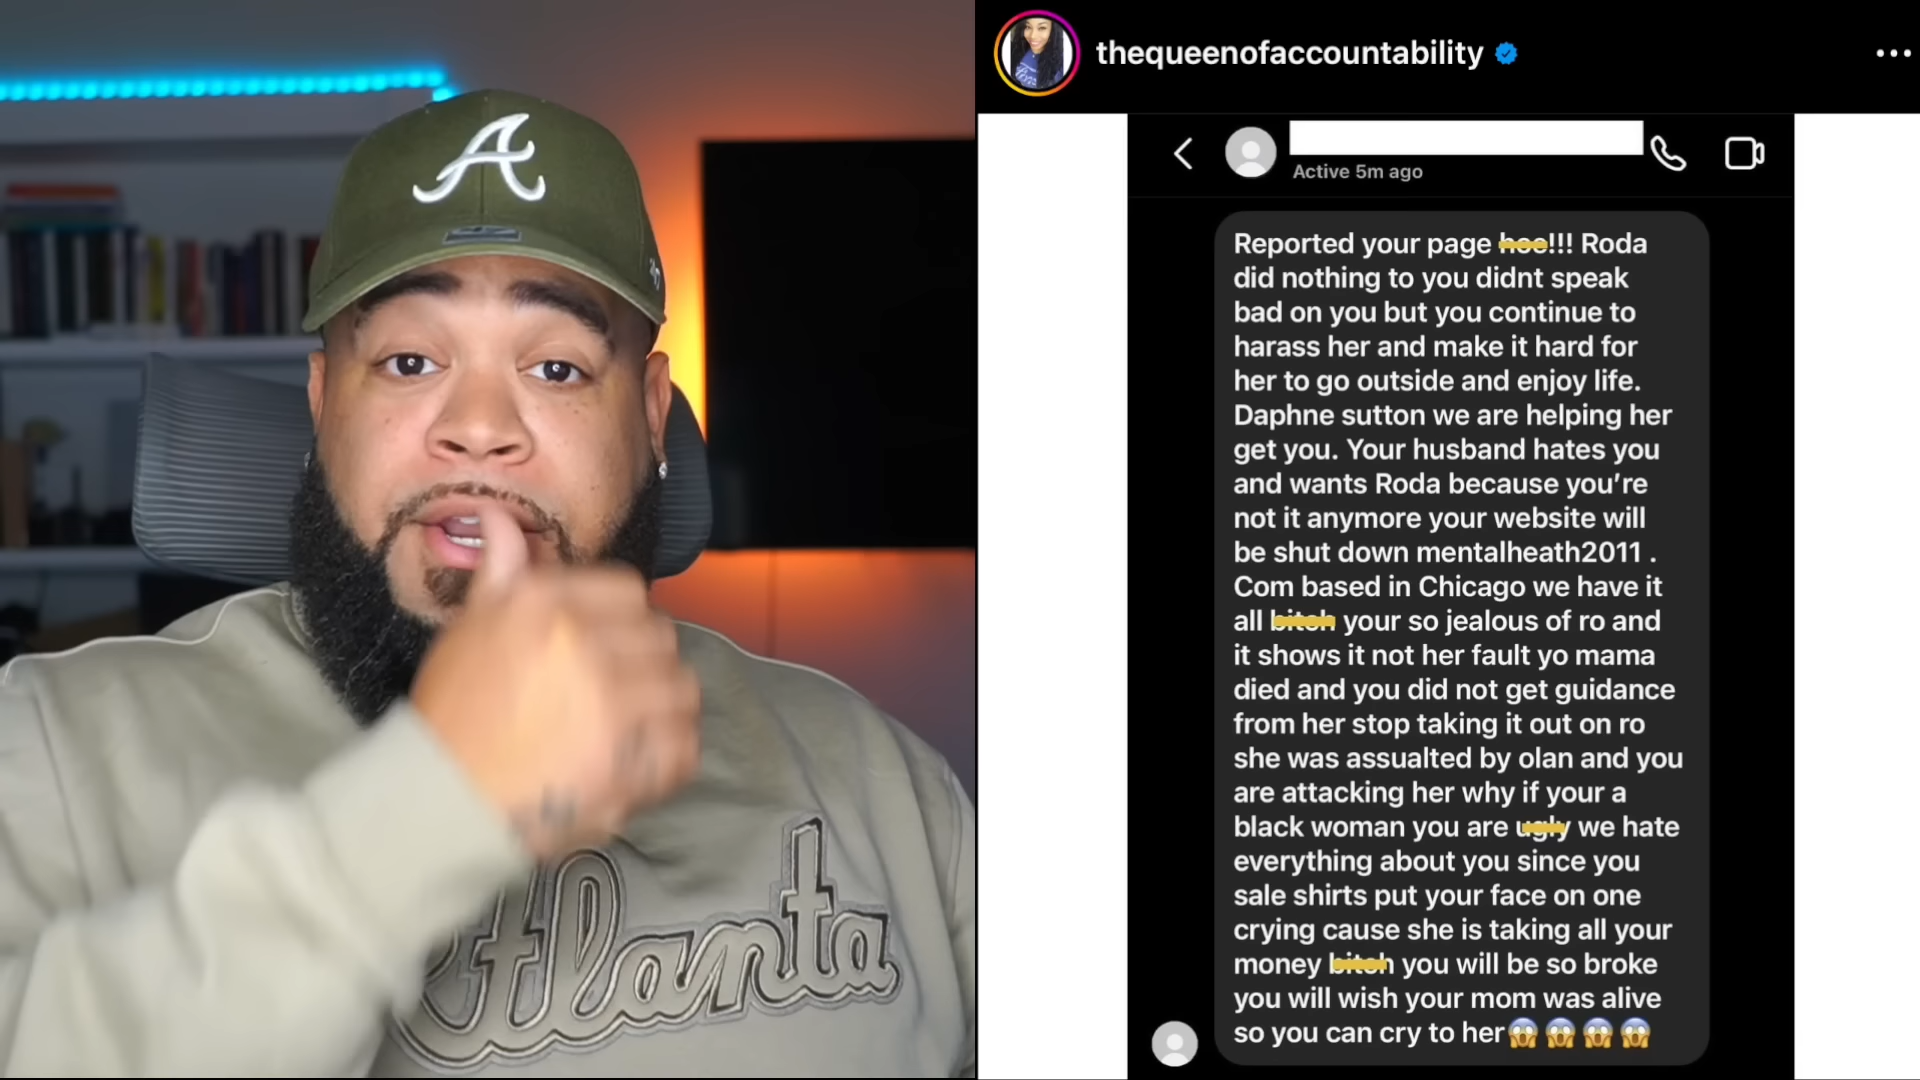 A
Atlanta
thequeenofaccountability
Active 5m ago
Reported your page hoe!!! Roda
did nothing to you didnt speak
bad on you but you continue to
harass her and make it hard for
her to go outside and enjoy life.
Daphne sutton we are helping her
get you. Your husband hates you
and wants Roda because you’re
not it anymore your website will
be shut down mentalheath2011 .
Com based in Chicago we have it
all bitch your so jealous of ro and
it shows it not her fault yo mama
died and you did not get guidance
from her stop taking it out on ro
she was assualted by olan and you
are attacking her why if your a
black woman you are ugly we hate
everything about you since you
sale shirts put your face on one
crying cause she is taking all your
money bitch you will be so broke
you will wish your mom was alive
so you can cry to her😱😱😱😱